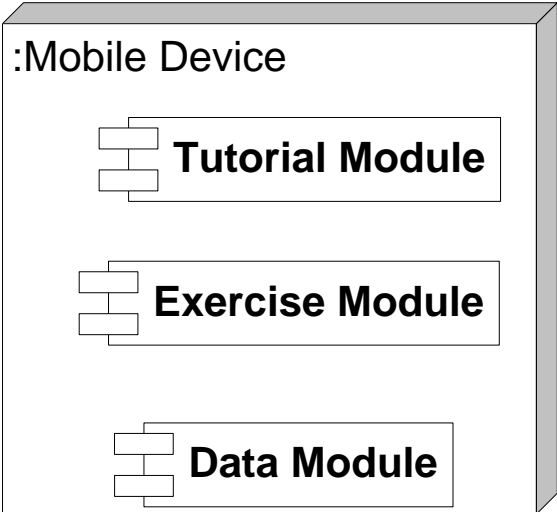 :Mobile Device
Tutorial Module
Exercise Module
Data Module